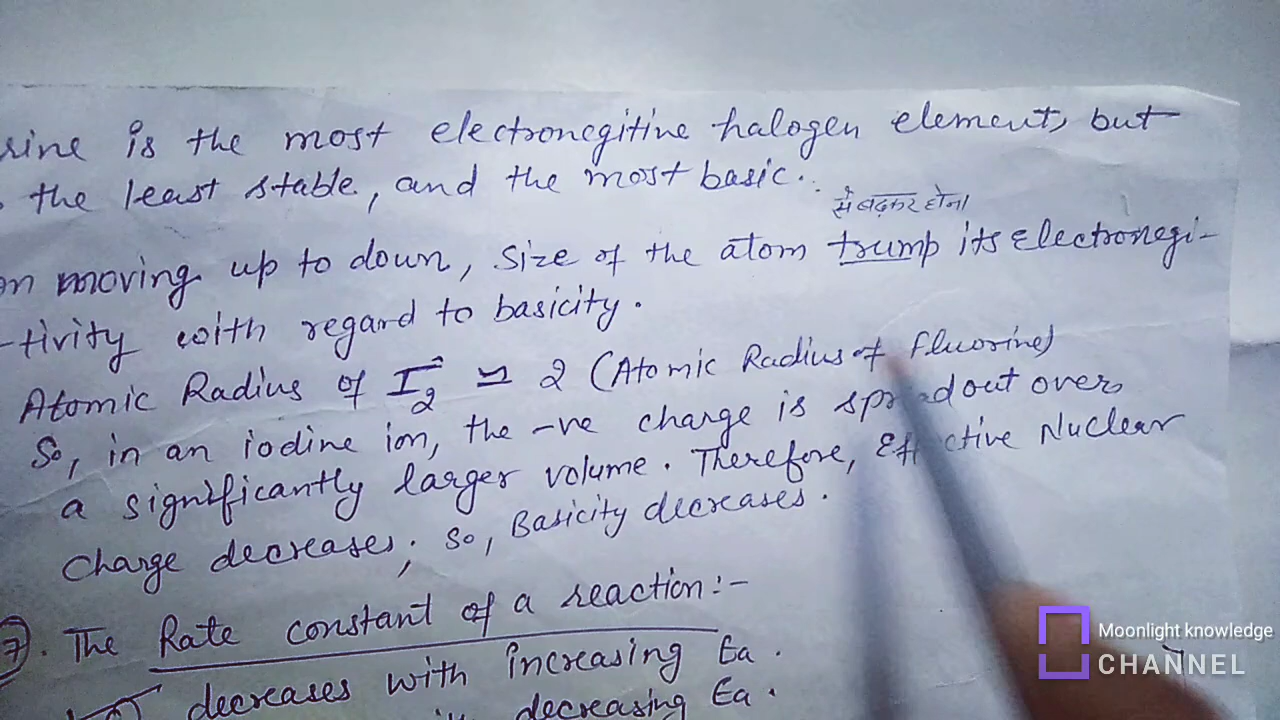 rine is the most electronegitive halogen element, but
the least stable, and the most basic.
से बढ़कर होना
on moving up to down, size of the atom trump its Electronegi-
-tivity with regard to basicity.
Atomic Radius of I₂ ≃ 2 (Atomic Radius of fluorine)
So, in an iodine ion, the -ve charge is spread out over
a significantly larger volume. Therefore, Effective Nuclear
Charge decreases; So, Basicity decreases.
7. The Rate constant of a reaction:-
decreases with increasing Ea.
decreasing Ea.
Moonlight knowledge
CHANNEL